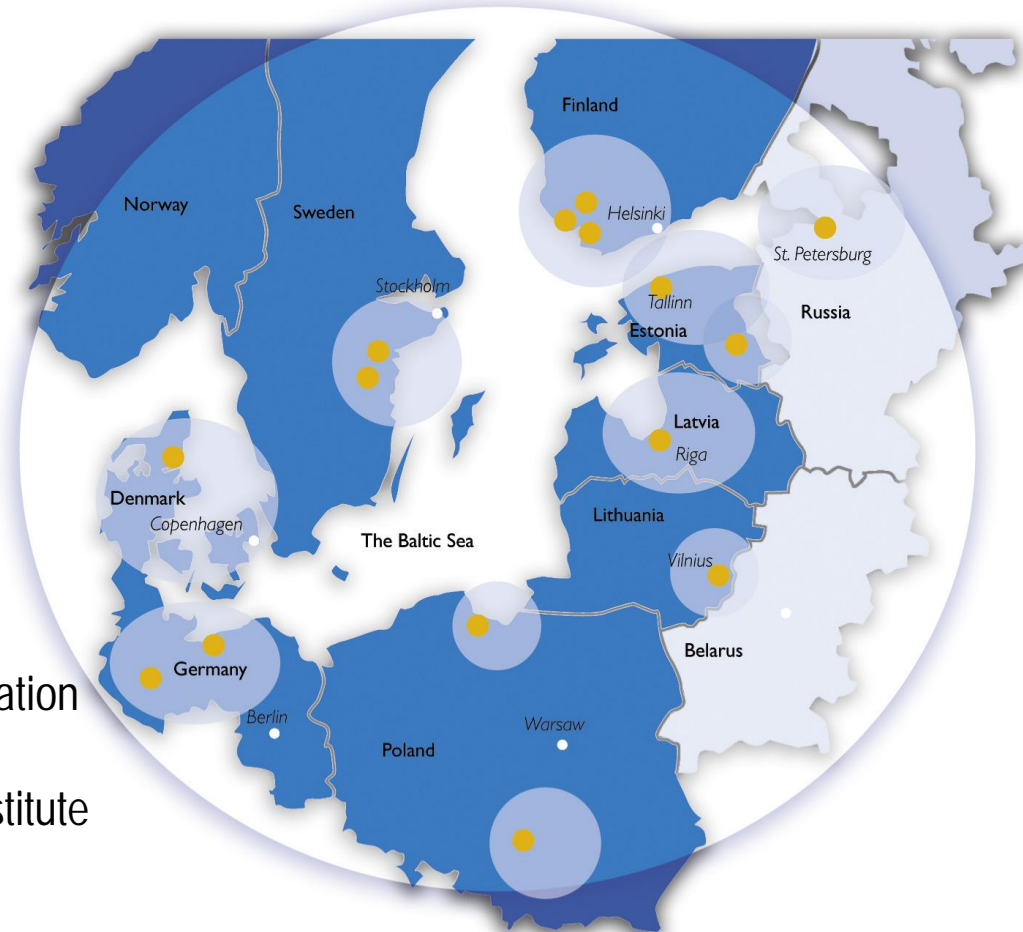 Finland
Norway
Sweden
Helsinki
St. Petersburg
Stockholm
Tallinn
Russia
Estonia
Latvia
Riga
Denmark
Copenhagen
Lithuania
The Baltic Sea
Vilnius
Belarus
Germany
ation
Berlin
Warsaw
Poland
stitute